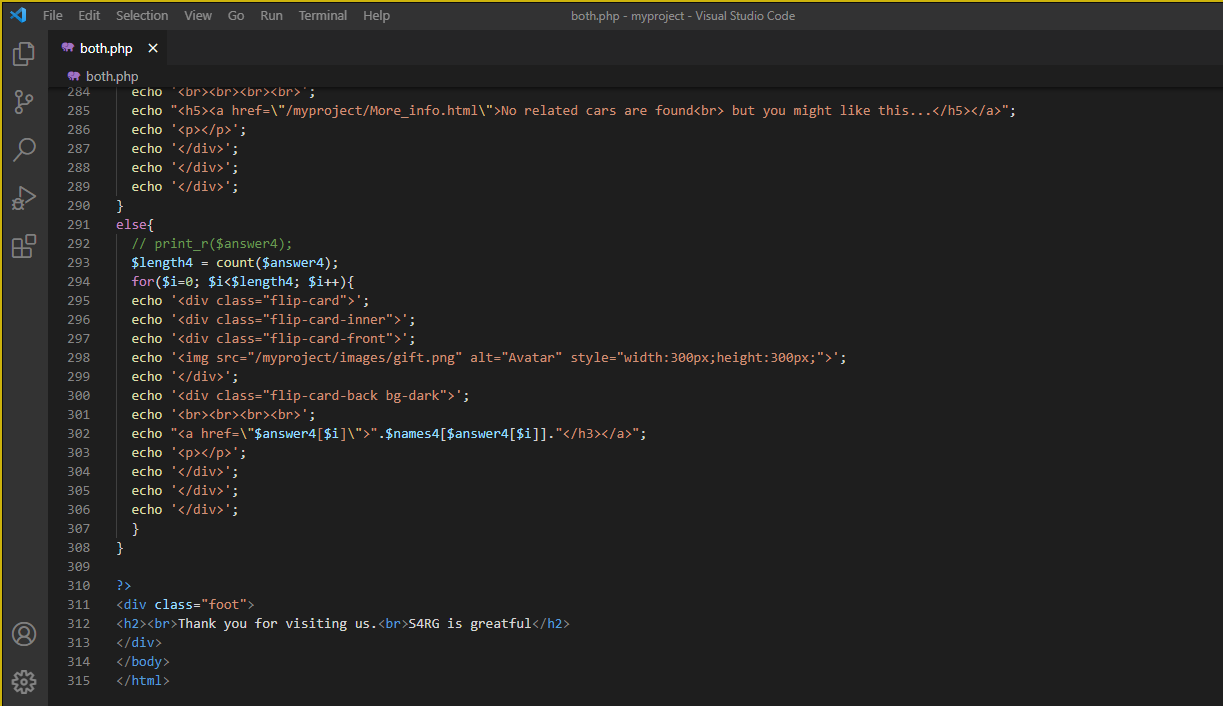 File Edit Selection View Go Run Terminal Help both.php - myproject - Visual Studio Code
both.php ×
both.php
284 echo '<br><br><br><br>';
285 echo "<h5><a href=\"/myproject/More_info.html\">No related cars are found<br> but you might like this...</h5></a>";
286 echo '<p></p>';
287 echo '</div>';
288 echo '</div>';
289 echo '</div>';
290 }
291 else{
292 // print_r($answer4);
293 $length4 = count($answer4);
294 for($i=0; $i<$length4; $i++){
295 echo '<div class="flip-card">';
296 echo '<div class="flip-card-inner">';
297 echo '<div class="flip-card-front">';
298 echo '<img src="/myproject/images/gift.png" alt="Avatar" style="width:300px;height:300px;">';
299 echo '</div>';
300 echo '<div class="flip-card-back bg-dark">';
301 echo '<br><br><br><br>';
302 echo "<a href=\"$answer4[$i]\">".$names4[$answer4[$i]]."</h3></a>";
303 echo '<p></p>';
304 echo '</div>';
305 echo '</div>';
306 echo '</div>';
307 }
308 }
309
310 ?>
311 <div class="foot">
312 <h2><br>Thank you for visiting us.<br>S4RG is greatful</h2>
313 </div>
314 </body>
315 </html>